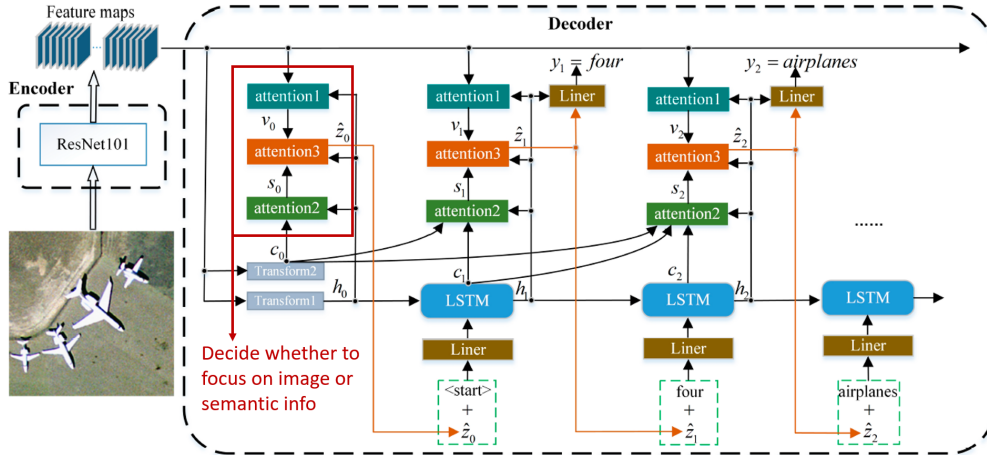 Feature maps
Decoder
Encoder
ResNet101
attention1
v0
attention3
ẑ0
s0
attention2
c0
Transform2
Transform1
h0
Decide whether to
focus on image or
semantic info
y1 = four
attention1
Liner
v1
attention3
ẑ1
s1
attention2
c1
LSTM
h1
Liner
<start>
+
ẑ0
y2 = airplanes
attention1
Liner
v2
attention3
ẑ2
s2
attention2
c2
LSTM
h2
Liner
four
+
ẑ1
......
LSTM
Liner
airplanes
+
ẑ2